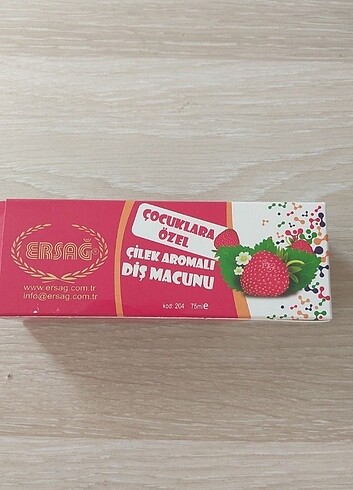 ERSAĞ
www.ersag.com.tr
info@ersag.com.tr
ÇOCUKLARA
ÖZEL
ÇİLEK AROMALI
DİŞ MACUNU
kod: 204 75ml e